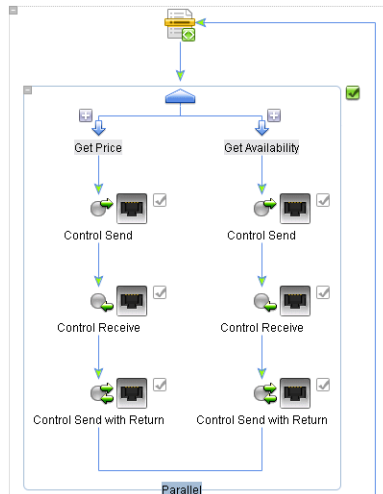 Get Price
Get Availability
Control Send
Control Send
Control Receive
Control Receive
Control Send with Return
Control Send with Return
Parallel